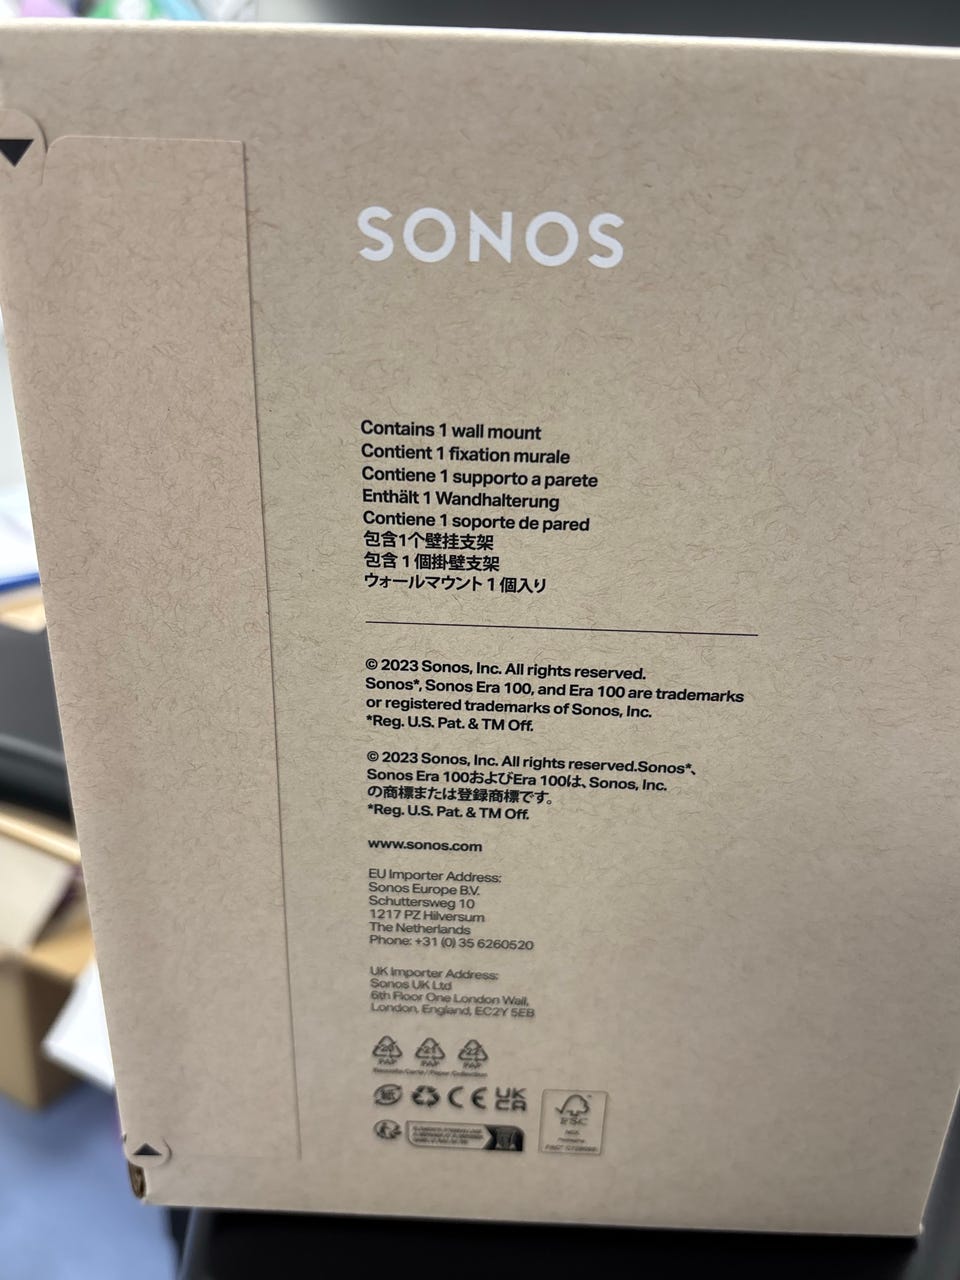 SONOS
Contains 1 wall mount
Contient 1 fixation murale
Contiene 1 supporto a parete
Enthält 1 Wandhalterung
Contiene 1 soporte de pared
包含1个壁挂支架
包含 1 個掛壁支架
ウォールマウント 1 個入り
© 2023 Sonos, Inc. All rights reserved.
Sonos*, Sonos Era 100, and Era 100 are trademarks
or registered trademarks of Sonos, Inc.
*Reg. U.S. Pat. & TM Off.
© 2023 Sonos, Inc. All rights reserved.Sonos*、
Sonos Era 100およびEra 100は、Sonos, Inc.
の商標または登録商標です。
*Reg. U.S. Pat. & TM Off.
www.sonos.com
EU Importer Address:
Sonos Europe B.V.
Schuttersweg 10
1217 PZ Hilversum
The Netherlands
Phone: +31 (0) 35 6260520
UK Importer Address:
Sonos UK Ltd
6th Floor One London Wall,
London, England, EC2Y 5EB
20 21 22
PAP PAP PAP
CE UK CA
FSC